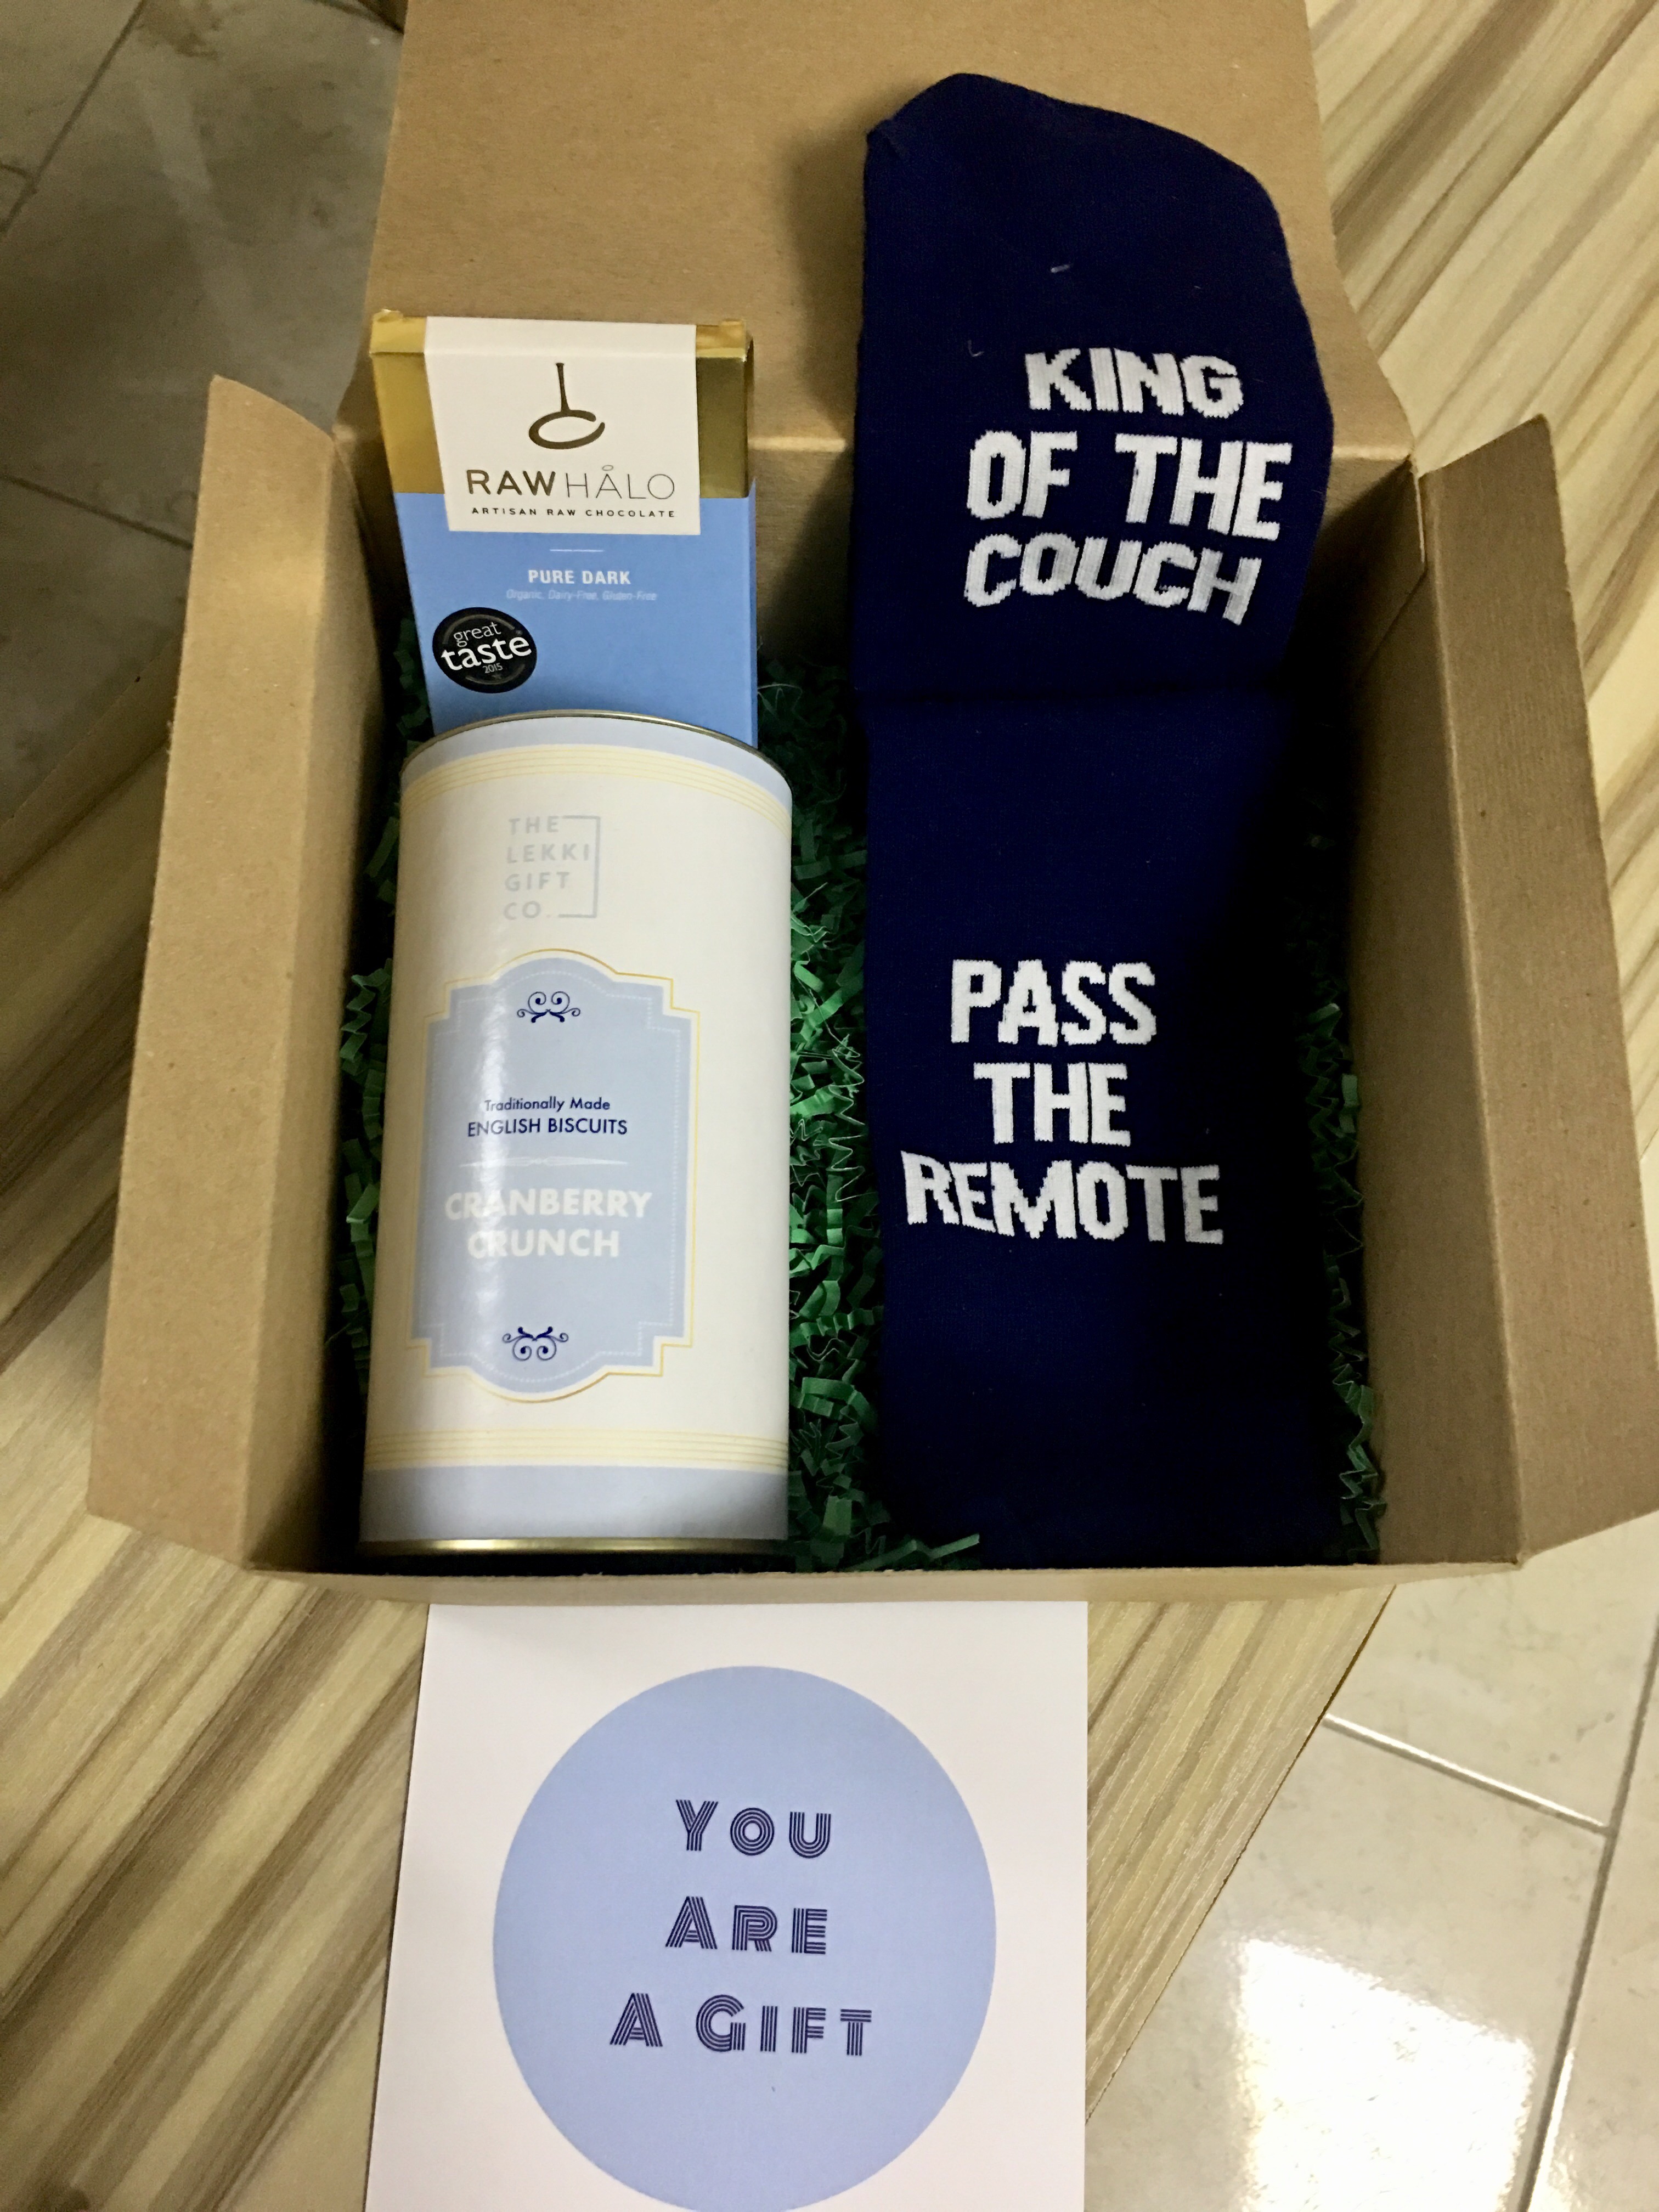 RAWHÅLO
ARTISAN RAW CHOCOLATE
PURE DARK
Organic, Dairy-Free, Gluten-Free
great
taste
2015
THE
LEKKI
GIFT
CO.
Traditionally Made
ENGLISH BISCUITS
CRANBERRY
CRUNCH
KING
OF THE
COUCH
PASS
THE
REMOTE
YOU
ARE
A GIFT